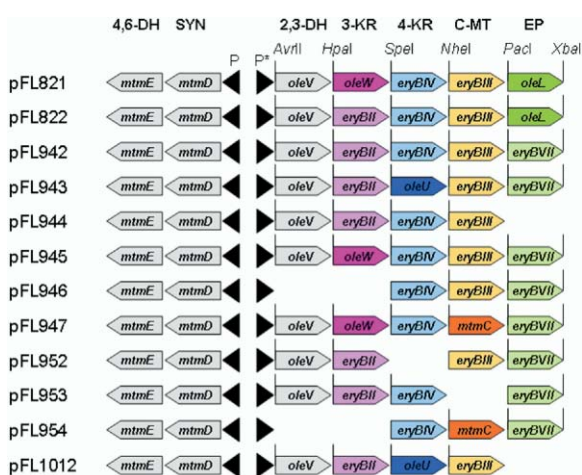 4,6-DH SYN 2,3-DH 3-KR 4-KR C-MT EP
P P* AvrII HpaI SpeI NheI PacI XbaI
pFL821 mtmE mtmD oleV oleW eryBIV eryBIII oleL
pFL822 mtmE mtmD oleV eryBII eryBIV eryBIII oleL
pFL942 mtmE mtmD oleV eryBII eryBIV eryBIII eryBVII
pFL943 mtmE mtmD oleV eryBII oleU eryBIII eryBVII
pFL944 mtmE mtmD oleV eryBII eryBIV eryBIII
pFL945 mtmE mtmD oleV oleW eryBIV eryBIII eryBVII
pFL946 mtmE mtmD eryBIV eryBIII eryBVII
pFL947 mtmE mtmD oleV oleW eryBIV mtmC eryBVII
pFL952 mtmE mtmD oleV eryBII eryBIII eryBVII
pFL953 mtmE mtmD oleV eryBII eryBIV eryBVII
pFL954 mtmE mtmD eryBIV mtmC eryBVII
pFL1012 mtmE mtmD oleV eryBII oleU eryBIII